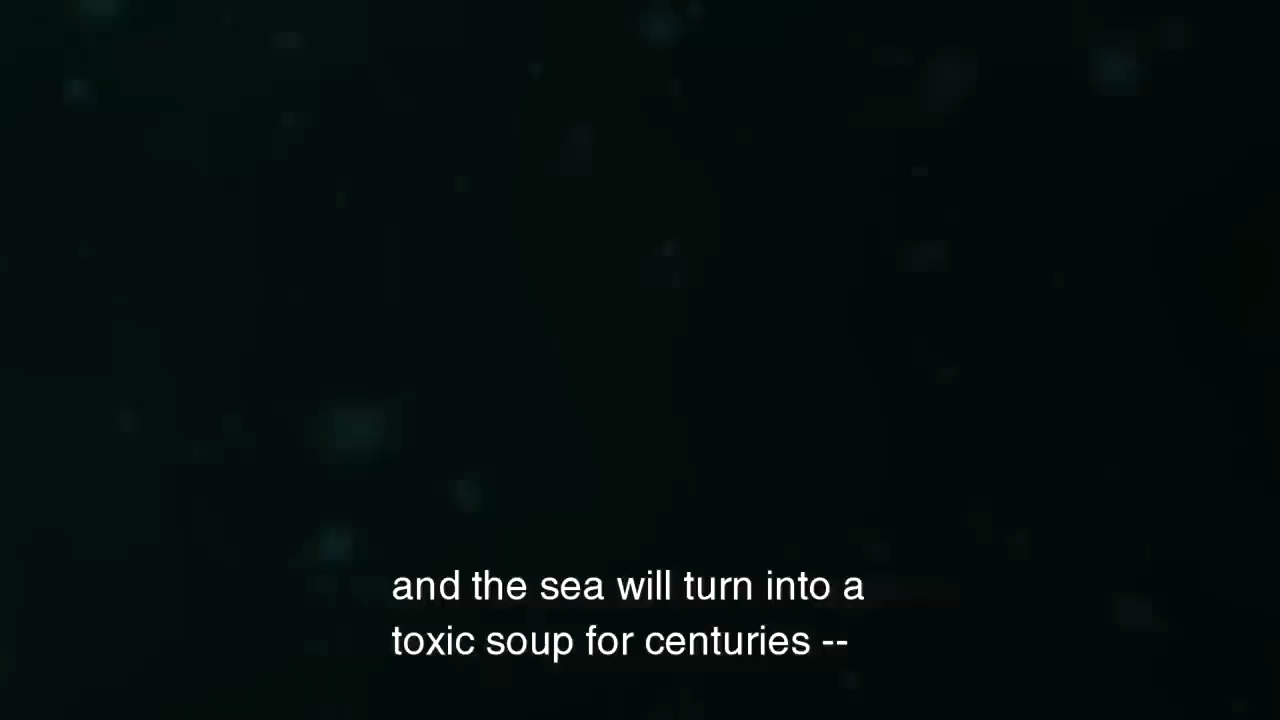 and the sea will turn into a
toxic soup for centuries --